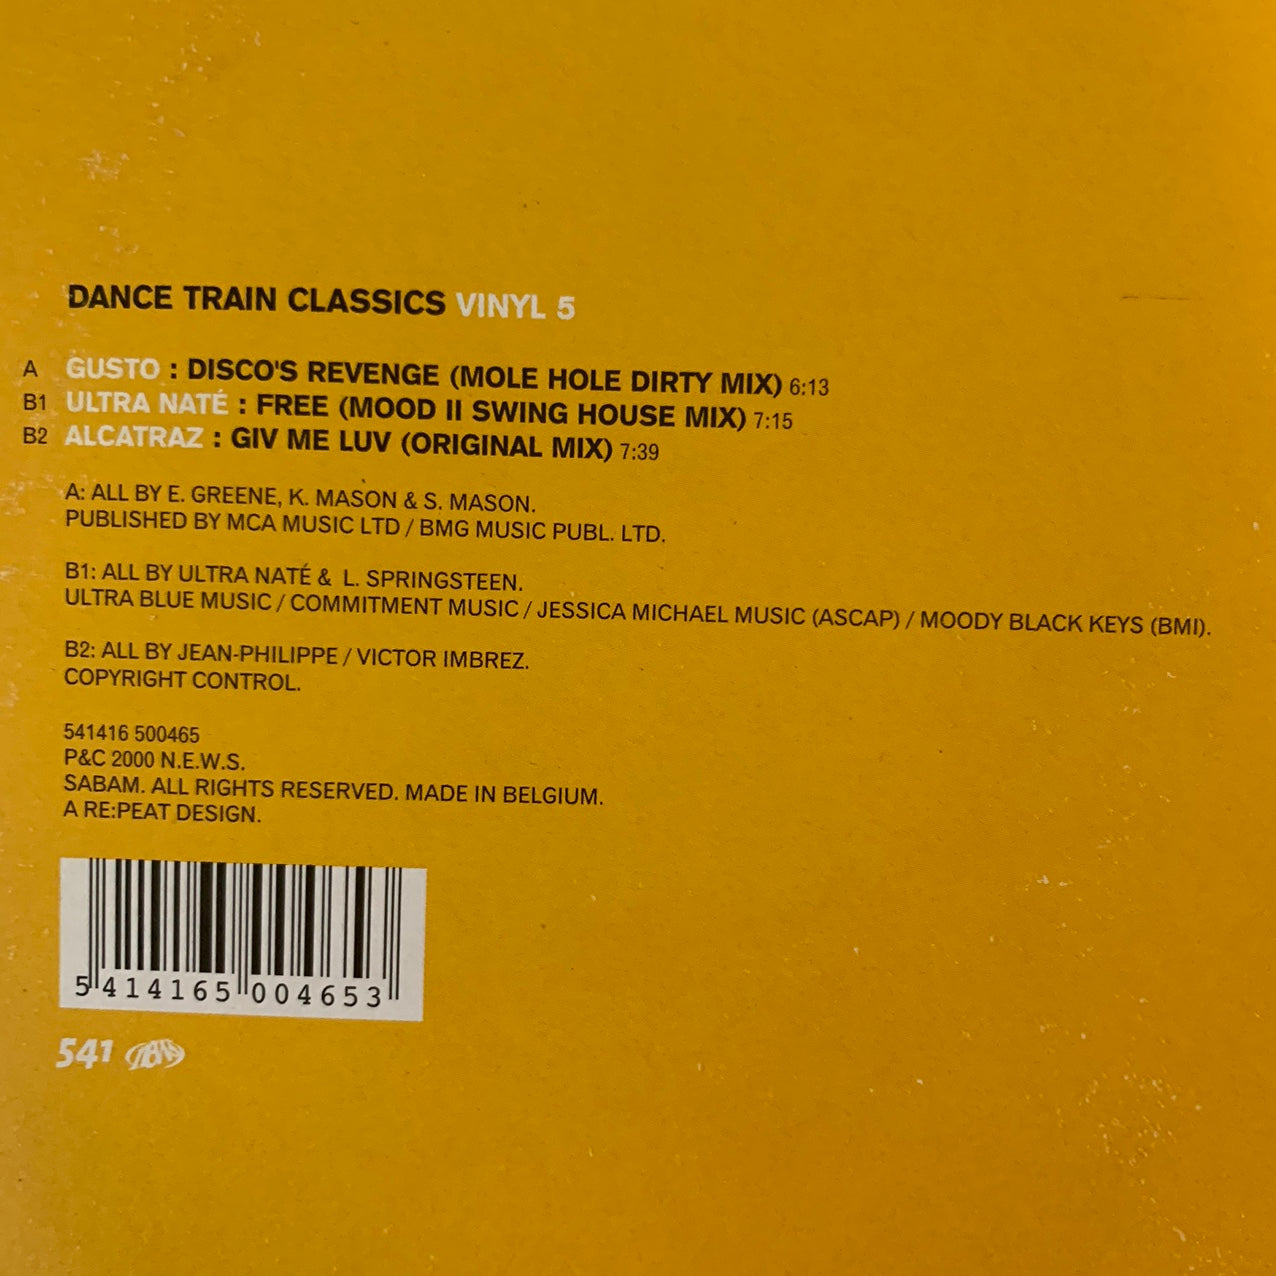 DANCE TRAIN CLASSICS VINYL 5
A GUSTO : DISCO'S REVENGE (MOLE HOLE DIRTY MIX) 6:13
B1 ULTRA NATÉ : FREE (MOOD II SWING HOUSE MIX) 7:15
B2 ALCATRAZ : GIV ME LUV (ORIGINAL MIX) 7:39
A: ALL BY E. GREENE, K. MASON & S. MASON.
PUBLISHED BY MCA MUSIC LTD / BMG MUSIC PUBL. LTD.
B1: ALL BY ULTRA NATÉ & L. SPRINGSTEEN.
ULTRA BLUE MUSIC / COMMITMENT MUSIC / JESSICA MICHAEL MUSIC (ASCAP) / MOODY BLACK KEYS (BMI).
B2: ALL BY JEAN-PHILIPPE / VICTOR IMBREZ.
COPYRIGHT CONTROL.
541416 500465
P&C 2000 N.E.W.S.
SABAM. ALL RIGHTS RESERVED. MADE IN BELGIUM.
A RE:PEAT DESIGN.
5 414165 004653
541